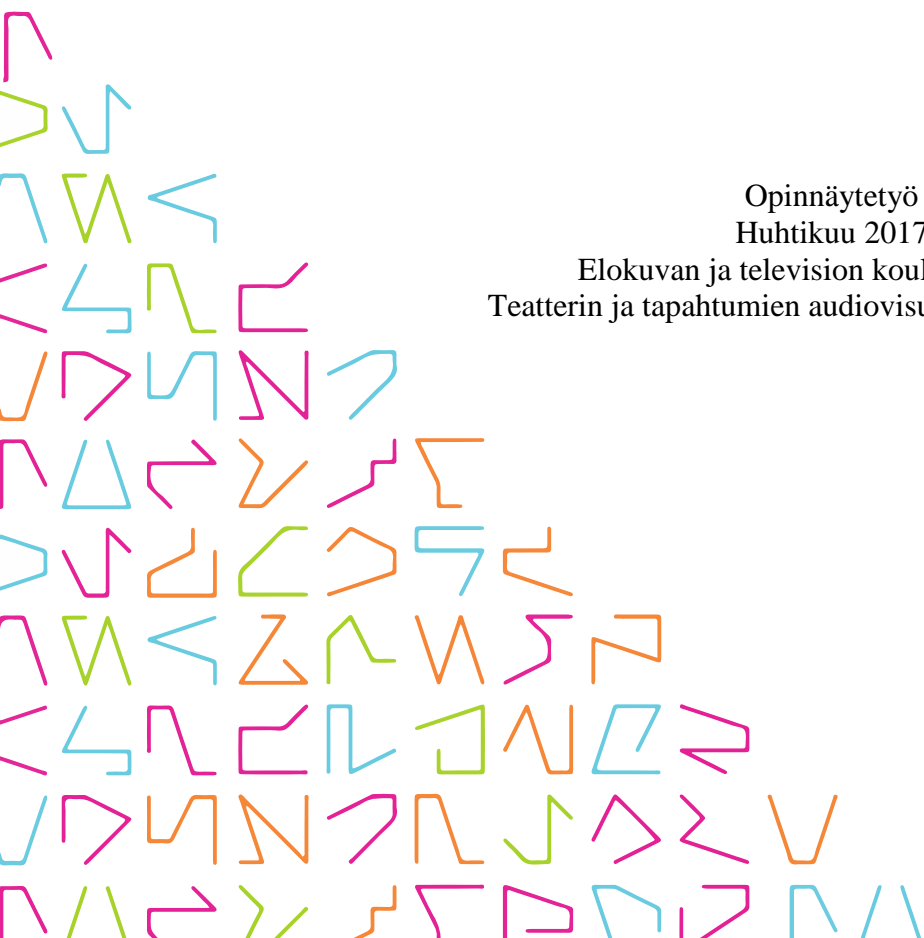 Opinnäytetyö
Huhtikuu 2017
Elokuvan ja television
Teatterin ja tapahtumien